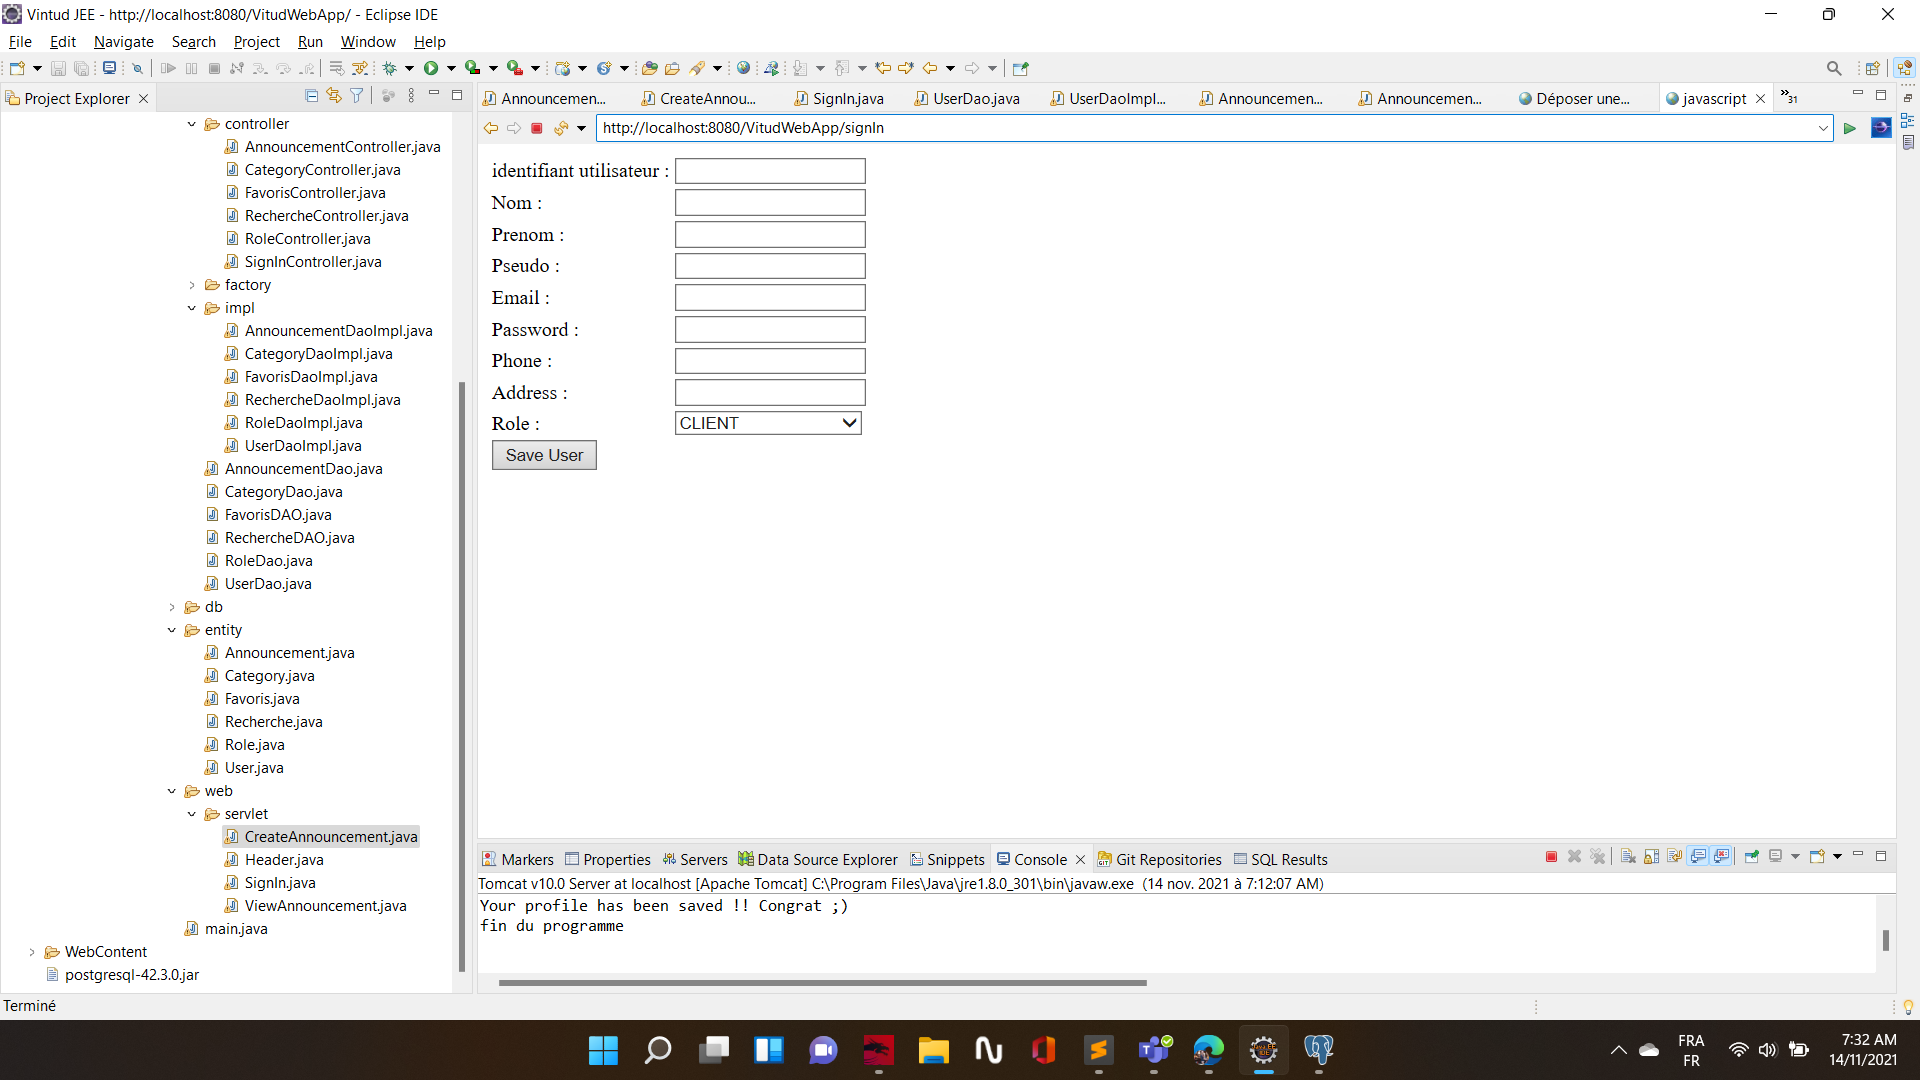 Vintud JEE - http://localhost:8080/VitudWebApp/ - Eclipse IDE
File Edit Navigate Search Project Run Window Help
Project Explorer
controller
AnnouncementController.java
CategoryController.java
FavorisController.java
RechercheController.java
RoleController.java
SignInController.java
factory
impl
AnnouncementDaoImpl.java
CategoryDaoImpl.java
FavorisDaoImpl.java
RechercheDaoImpl.java
RoleDaoImpl.java
UserDaoImpl.java
AnnouncementDao.java
CategoryDao.java
FavorisDAO.java
RechercheDAO.java
RoleDao.java
UserDao.java
db
entity
Announcement.java
Category.java
Favoris.java
Recherche.java
Role.java
User.java
web
servlet
CreateAnnouncement.java
Header.java
SignIn.java
ViewAnnouncement.java
main.java
WebContent
postgresql-42.3.0.jar
Announcemen... CreateAnnou... SignIn.java UserDao.java UserDaoImpl... Announcemen... Announcemen... Déposer une... javascript »31
http://localhost:8080/VitudWebApp/signIn
identifiant utilisateur :
Nom :
Prenom :
Pseudo :
Email :
Password :
Phone :
Address :
Role : CLIENT
Save User
Markers Properties Servers Data Source Explorer Snippets Console Git Repositories SQL Results
Tomcat v10.0 Server at localhost [Apache Tomcat] C:\Program Files\Java\jre1.8.0_301\bin\javaw.exe (14 nov. 2021 à 7:12:07 AM)
Your profile has been saved !! Congrat ;)
fin du programme
Terminé
FRA
FR
7:32 AM
14/11/2021